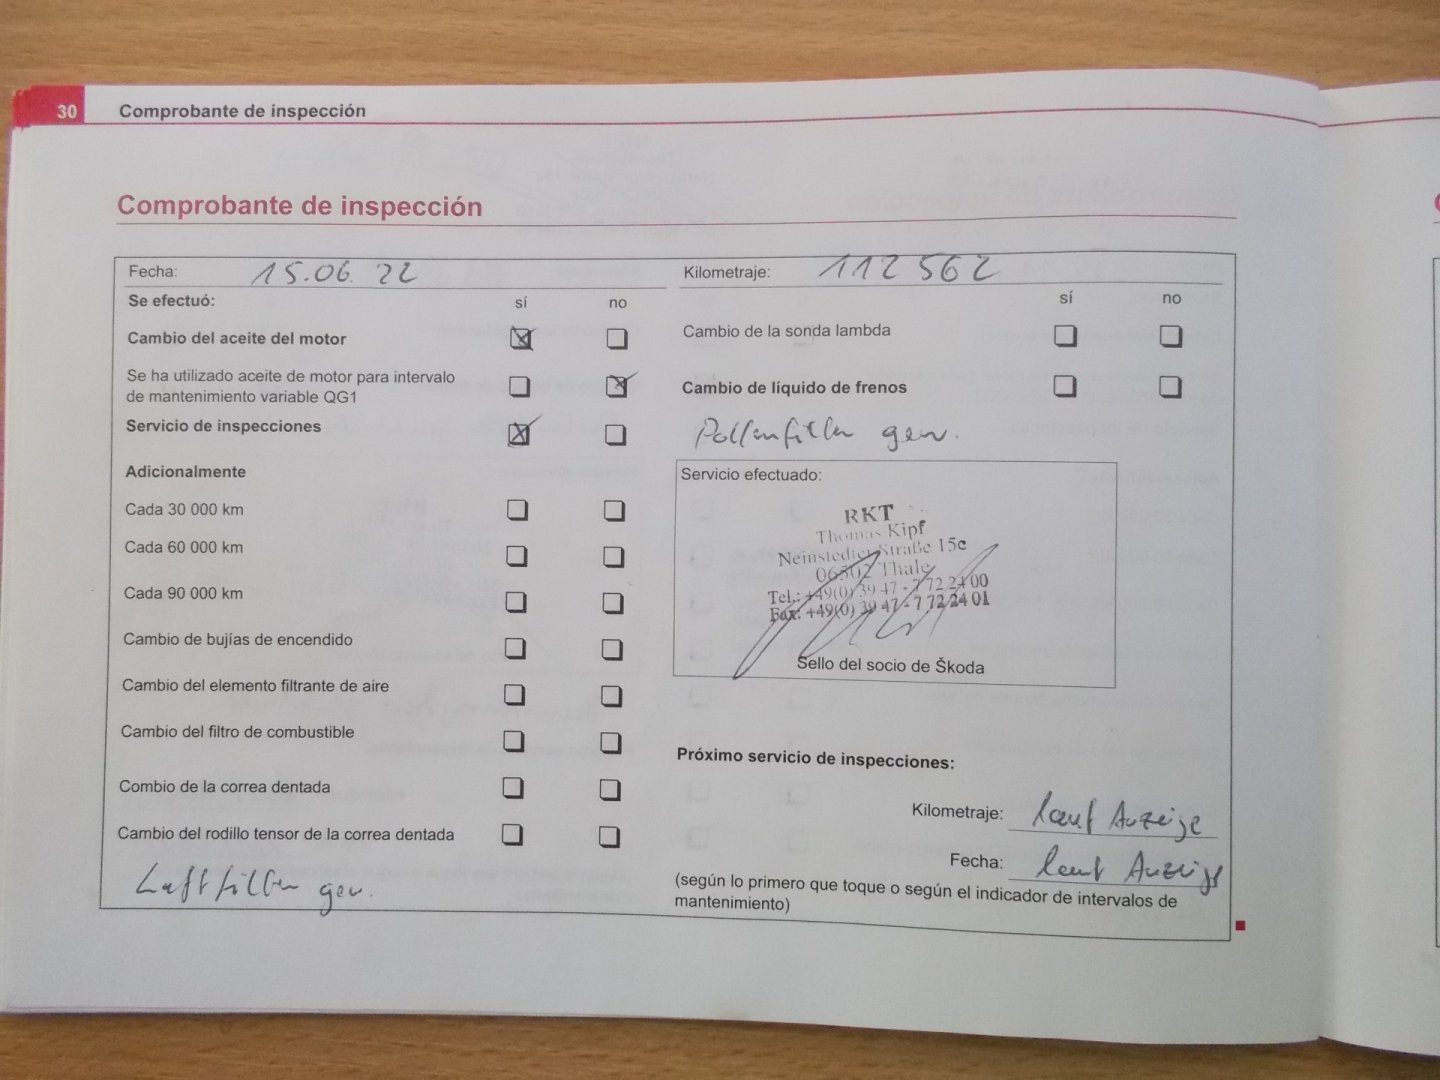 30 Comprobante de inspección
Comprobante de inspección
Fecha: 15.06.22
Se efectuó: sí no
Cambio del aceite del motor
Se ha utilizado aceite de motor para intervalo
de mantenimiento variable QG1
Servicio de inspecciones
Adicionalmente
Cada 30 000 km
Cada 60 000 km
Cada 90 000 km
Cambio de bujías de encendido
Cambio del elemento filtrante de aire
Cambio del filtro de combustible
Combio de la correa dentada
Cambio del rodillo tensor de la correa dentada
Luftfilter gew.
Kilometraje: 112 562
sí no
Cambio de la sonda lambda
Cambio de líquido de frenos
Pollenfilter gew.
Servicio efectuado:
RKT
Thomas Kipf
Neinstedter Straße 15c
06502 Thale
Tel.: +49(0) 39 47 - 7 72 24 00
Fax: +49(0) 39 47 - 7 72 24 01
Sello del socio de Škoda
Próximo servicio de inspecciones:
Kilometraje: laut Anzeige
Fecha: laut Anzeige
(según lo primero que toque o según el indicador de intervalos de
mantenimiento)